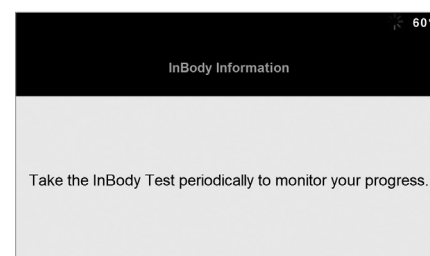 60
InBody Information
Take the InBody Test periodically to monitor your progress.